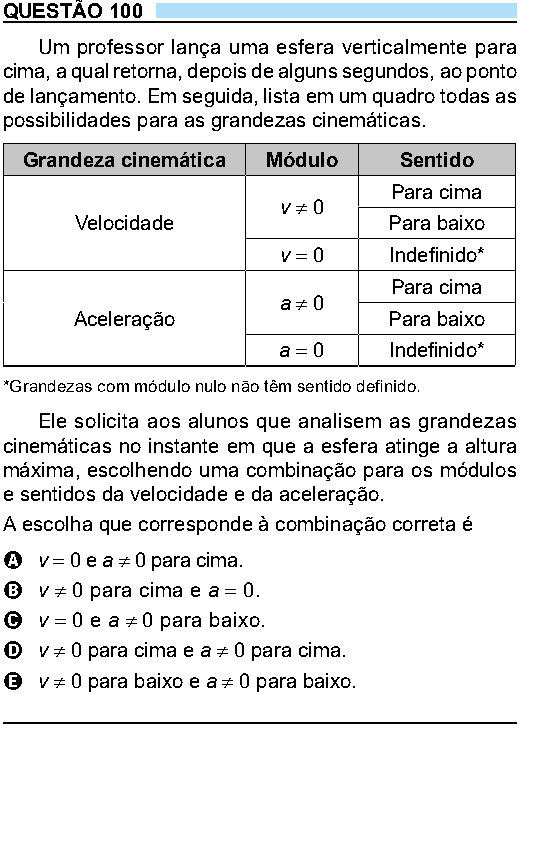 QUESTÃO 100
Um professor lança uma esfera verticalmente para
cima, a qual retorna, depois de alguns segundos, ao ponto
de lançamento. Em seguida, lista em um quadro todas as
possibilidades para as grandezas cinemáticas.
Grandeza cinemática Módulo Sentido
Velocidade v ≠ 0 Para cima
Para baixo
v = 0 Indefinido*
Aceleração a ≠ 0 Para cima
Para baixo
a = 0 Indefinido*
*Grandezas com módulo nulo não têm sentido definido.
Ele solicita aos alunos que analisem as grandezas
cinemáticas no instante em que a esfera atinge a altura
máxima, escolhendo uma combinação para os módulos
e sentidos da velocidade e da aceleração.
A escolha que corresponde à combinação correta é
A v = 0 e a ≠ 0 para cima.
B v ≠ 0 para cima e a = 0.
C v = 0 e a ≠ 0 para baixo.
D v ≠ 0 para cima e a ≠ 0 para cima.
E v ≠ 0 para baixo e a ≠ 0 para baixo.